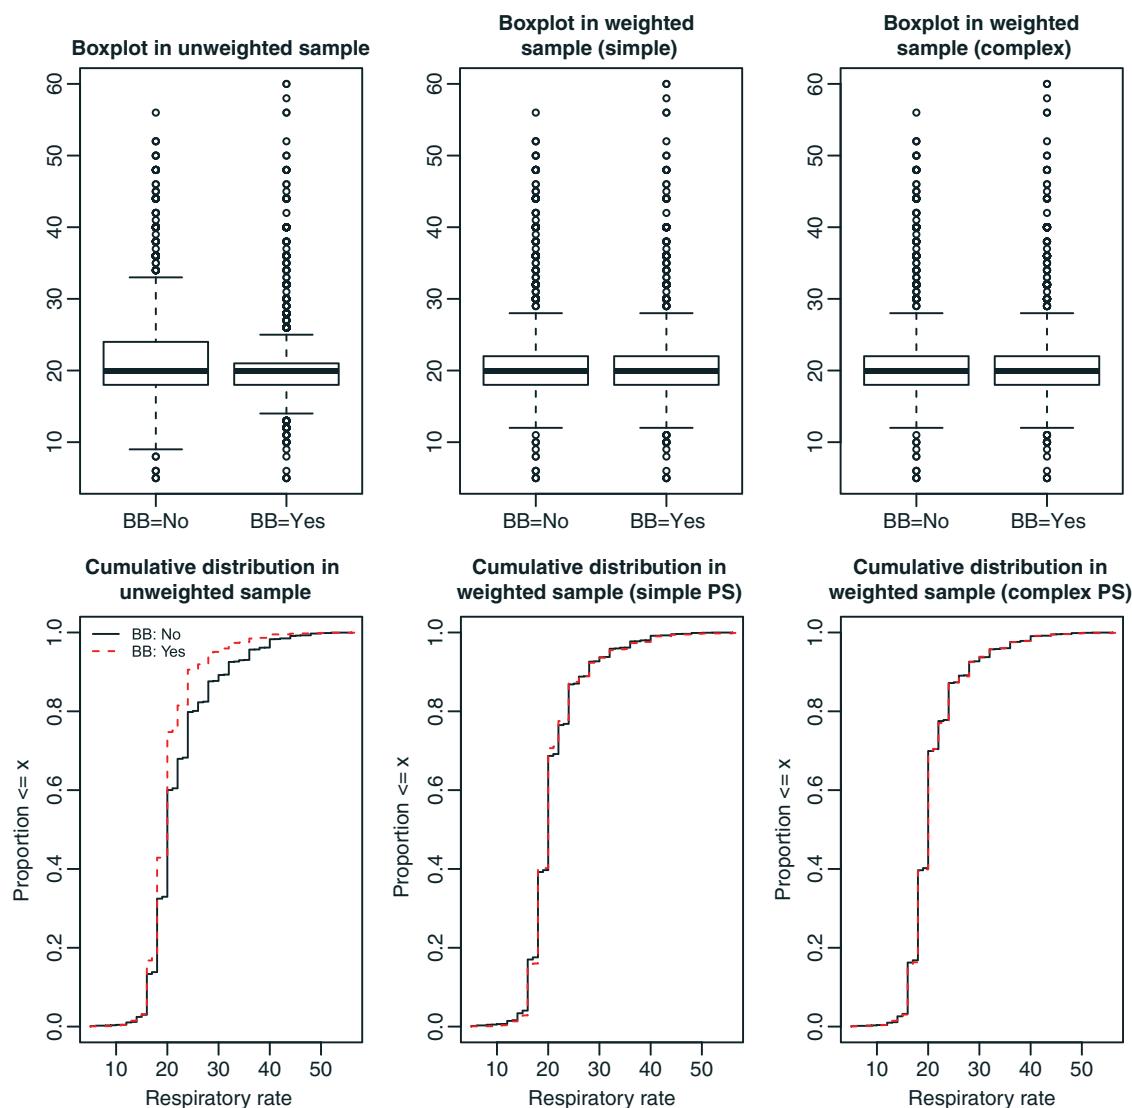 Boxplot in unweighted sample
Boxplot in weighted
sample (simple)
Boxplot in weighted
sample (complex)
60
50
40
30
20
10
BB=No
BB=Yes
60
50
40
30
20
10
BB=No
BB=Yes
60
50
40
30
20
10
BB=No
BB=Yes
Cumulative distribution in
unweighted sample
Proportion <= x
1.0
0.8
0.6
0.4
0.2
0.0
BB: No
BB: Yes
10 20 30 40 50
Respiratory rate
Cumulative distribution in
weighted sample (simple PS)
Proportion <= x
1.0
0.8
0.6
0.4
0.2
0.0
10 20 30 40 50
Respiratory rate
Cumulative distribution in
weighted sample (complex PS)
Proportion <= x
1.0
0.8
0.6
0.4
0.2
0.0
10 20 30 40 50
Respiratory rate